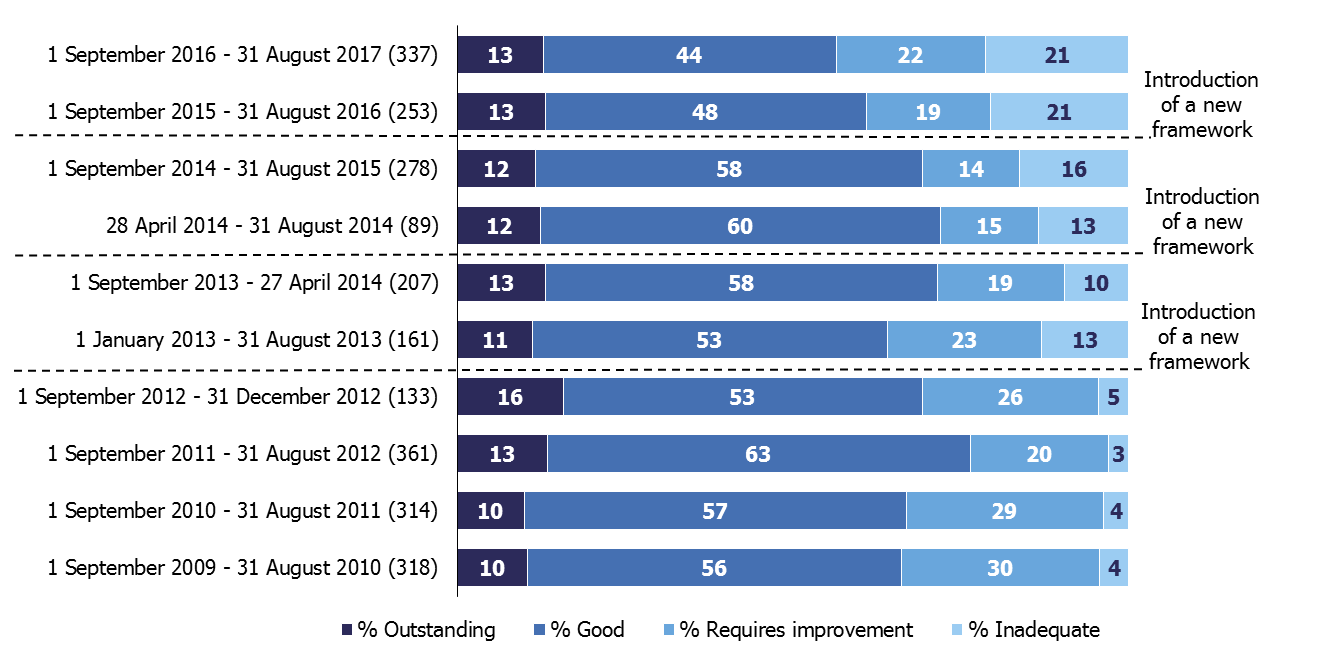 1 September 2016 - 31 August 2017 (337) 13 44 22 21
Introduction
of a new
framework
1 September 2015 - 31 August 2016 (253) 13 48 19 21
1 September 2014 - 31 August 2015 (278) 12 58 14 16
Introduction
of a new
framework
28 April 2014 - 31 August 2014 (89) 12 60 15 13
1 September 2013 - 27 April 2014 (207) 13 58 19 10
Introduction
of a new
framework
1 January 2013 - 31 August 2013 (161) 11 53 23 13
1 September 2012 - 31 December 2012 (133) 16 53 26 5
1 September 2011 - 31 August 2012 (361) 13 63 20 3
1 September 2010 - 31 August 2011 (314) 10 57 29 4
1 September 2009 - 31 August 2010 (318) 10 56 30 4
% Outstanding % Good % Requires improvement % Inadequate